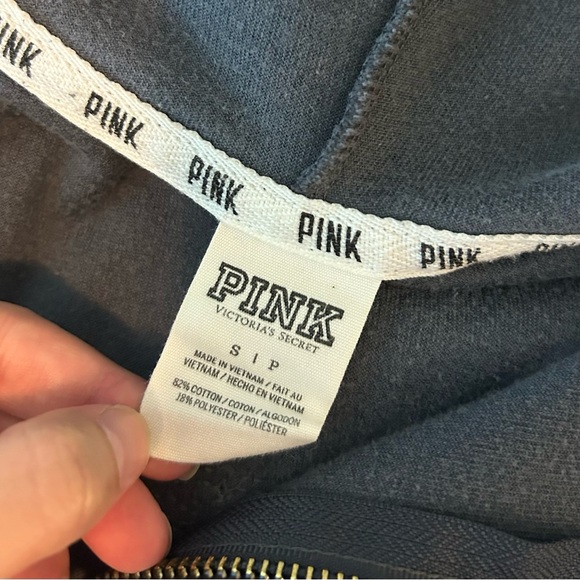 PINK
PINK
PINK
PINK
PINK
VICTORIA'S SECRET
S | P
MADE IN VIETNAM / FAIT AU
VIETNAM / HECHO EN VIETNAM
82% COTTON / COTON / ALGODÓN
18% POLYESTER / POLIÉSTER